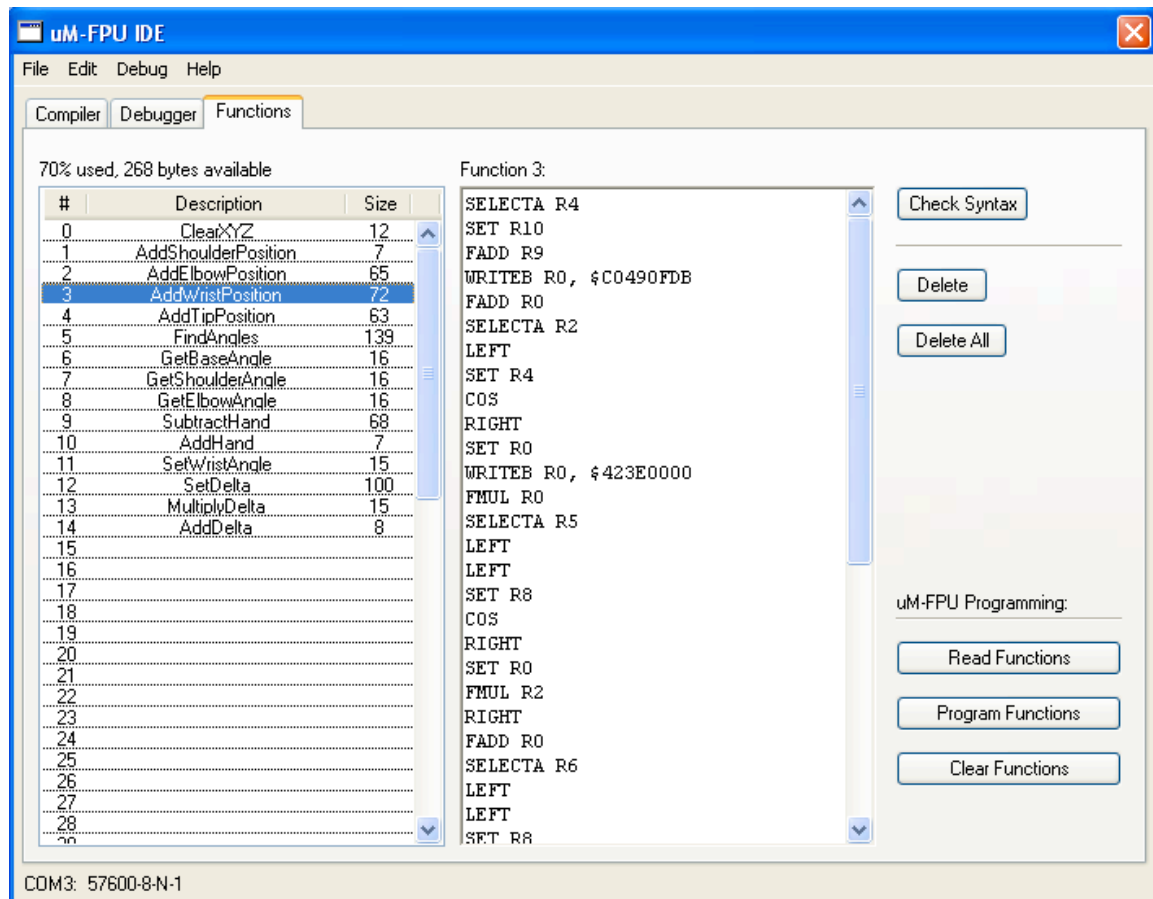 uM-FPU IDE
File Edit Debug Help
Compiler Debugger Functions
70% used, 268 bytes available
# Description Size
0 ClearXYZ 12
1 AddShoulderPosition 7
2 AddElbowPosition 65
3 AddWristPosition 72
4 AddTipPosition 63
5 FindAngles 139
6 GetBaseAngle 16
7 GetShoulderAngle 16
8 GetElbowAngle 16
9 SubtractHand 68
10 AddHand 7
11 SetWristAngle 15
12 SetDelta 100
13 MultiplyDelta 15
14 AddDelta 8
15
16
17
18
19
20
21
22
23
24
25
26
27
28
29
Function 3:
SELECTA R4
SET R10
FADD R9
WRITEB R0, $C0490FDB
FADD R0
SELECTA R2
LEFT
SET R4
COS
RIGHT
SET R0
WRITEB R0, $423E0000
FMUL R0
SELECTA R5
LEFT
LEFT
SET R8
COS
RIGHT
SET R0
FMUL R2
RIGHT
FADD R0
SELECTA R6
LEFT
LEFT
SET R8
Check Syntax
Delete
Delete All
uM-FPU Programming:
Read Functions
Program Functions
Clear Functions
COM3: 57600-8-N-1